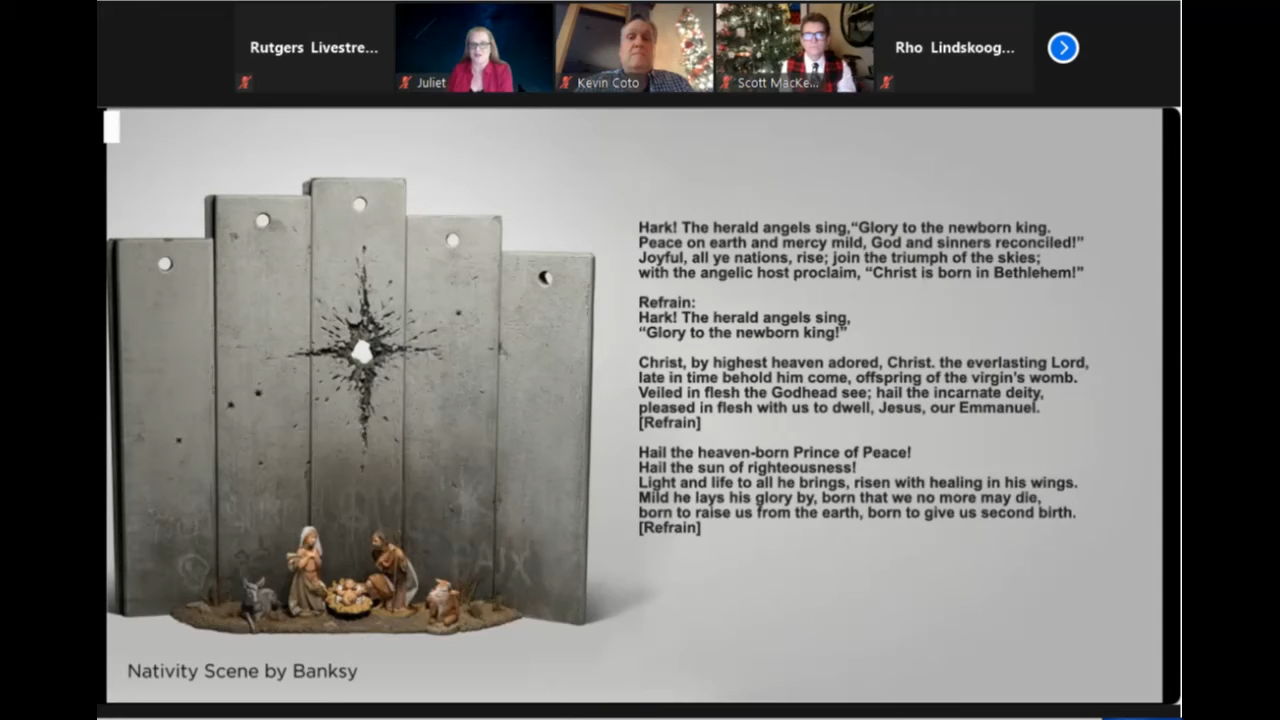 Rutgers Livestre...
Juliet
Kevin Coto
Scott MacKe...
Rho Lindskoog...
Hark! The herald angels sing,“Glory to the newborn king.
Peace on earth and mercy mild, God and sinners reconciled!”
Joyful, all ye nations, rise; join the triumph of the skies;
with the angelic host proclaim, “Christ is born in Bethlehem!”
Refrain:
Hark! The herald angels sing,
“Glory to the newborn king!”
Christ, by highest heaven adored, Christ. the everlasting Lord,
late in time behold him come, offspring of the virgin’s womb.
Veiled in flesh the Godhead see; hail the incarnate deity,
pleased in flesh with us to dwell, Jesus, our Emmanuel.
[Refrain]
Hail the heaven-born Prince of Peace!
Hail the sun of righteousness!
Light and life to all he brings, risen with healing in his wings.
Mild he lays his glory by, born that we no more may die,
born to raise us from the earth, born to give us second birth.
[Refrain]
PAIX
Nativity Scene by Banksy